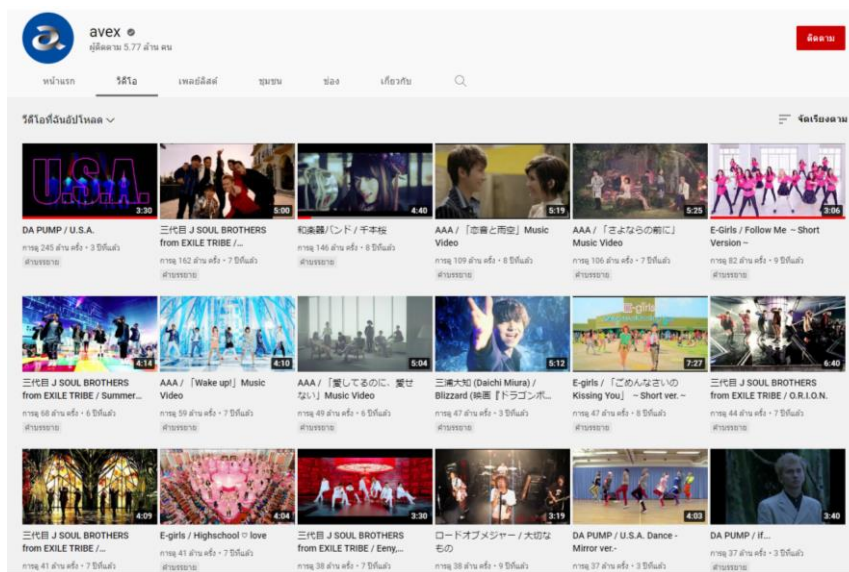 avex
ผู้ติดตาม 5.77 ล้าน คน
ติดตาม
หน้าแรก วิดีโอ เพลย์ลิสต์ ชุมชน ช่อง เกี่ยวกับ
วิดีโอที่ฉันอัปโหลด
จัดเรียงตาม
U.S.A.
3:30
5:00
4:40
5:19
5:25
3:06
DA PUMP / U.S.A.
การดู 245 ล้าน ครั้ง • 3 ปีที่แล้ว
คำบรรยาย
三代目 J SOUL BROTHERS
from EXILE TRIBE /...
การดู 162 ล้าน ครั้ง • 7 ปีที่แล้ว
คำบรรยาย
和楽器バンド / 千本桜
การดู 146 ล้าน ครั้ง • 8 ปีที่แล้ว
คำบรรยาย
AAA / 「恋音と雨空」Music
Video
การดู 109 ล้าน ครั้ง • 8 ปีที่แล้ว
คำบรรยาย
AAA / 「さよならの前に」
Music Video
การดู 106 ล้าน ครั้ง • 7 ปีที่แล้ว
คำบรรยาย
E-Girls / Follow Me ～Short
Version～
การดู 82 ล้าน ครั้ง • 9 ปีที่แล้ว
คำบรรยาย
4:14
4:10
5:04
5:12
e-girls
7:27
6:40
三代目 J SOUL BROTHERS
from EXILE TRIBE / Summer...
การดู 68 ล้าน ครั้ง • 6 ปีที่แล้ว
คำบรรยาย
AAA / 「Wake up!」Music
Video
การดู 59 ล้าน ครั้ง • 7 ปีที่แล้ว
คำบรรยาย
AAA / 「愛してるのに、愛せ
ない」Music Video
การดู 49 ล้าน ครั้ง • 6 ปีที่แล้ว
คำบรรยาย
三浦大知 (Daichi Miura) /
Blizzard (映画『ドラゴンボ...
การดู 47 ล้าน ครั้ง • 3 ปีที่แล้ว
คำบรรยาย
E-girls / 「ごめんなさいの
Kissing You」 ～Short ver.～
การดู 47 ล้าน ครั้ง • 8 ปีที่แล้ว
คำบรรยาย
三代目 J SOUL BROTHERS
from EXILE TRIBE / O.R.I.O.N.
การดู 44 ล้าน ครั้ง • 7 ปีที่แล้ว
คำบรรยาย
4:09
4:04
3:30
3:19
4:03
3:40
三代目 J SOUL BROTHERS
from EXILE TRIBE /...
การดู 41 ล้าน ครั้ง • 7 ปีที่แล้ว
E-girls / Highschool ♡ love
การดู 41 ล้าน ครั้ง • 7 ปีที่แล้ว
คำบรรยาย
三代目 J SOUL BROTHERS
from EXILE TRIBE / Eeny,...
การดู 38 ล้าน ครั้ง • 7 ปีที่แล้ว
ロードオブメジャー / 大切な
もの
การดู 38 ล้าน ครั้ง • 9 ปีที่แล้ว
DA PUMP / U.S.A. Dance -
Mirror ver.-
การดู 37 ล้าน ครั้ง • 3 ปีที่แล้ว
DA PUMP / if...
การดู 37 ล้าน ครั้ง • 3 ปีที่แล้ว
คำบรรยาย